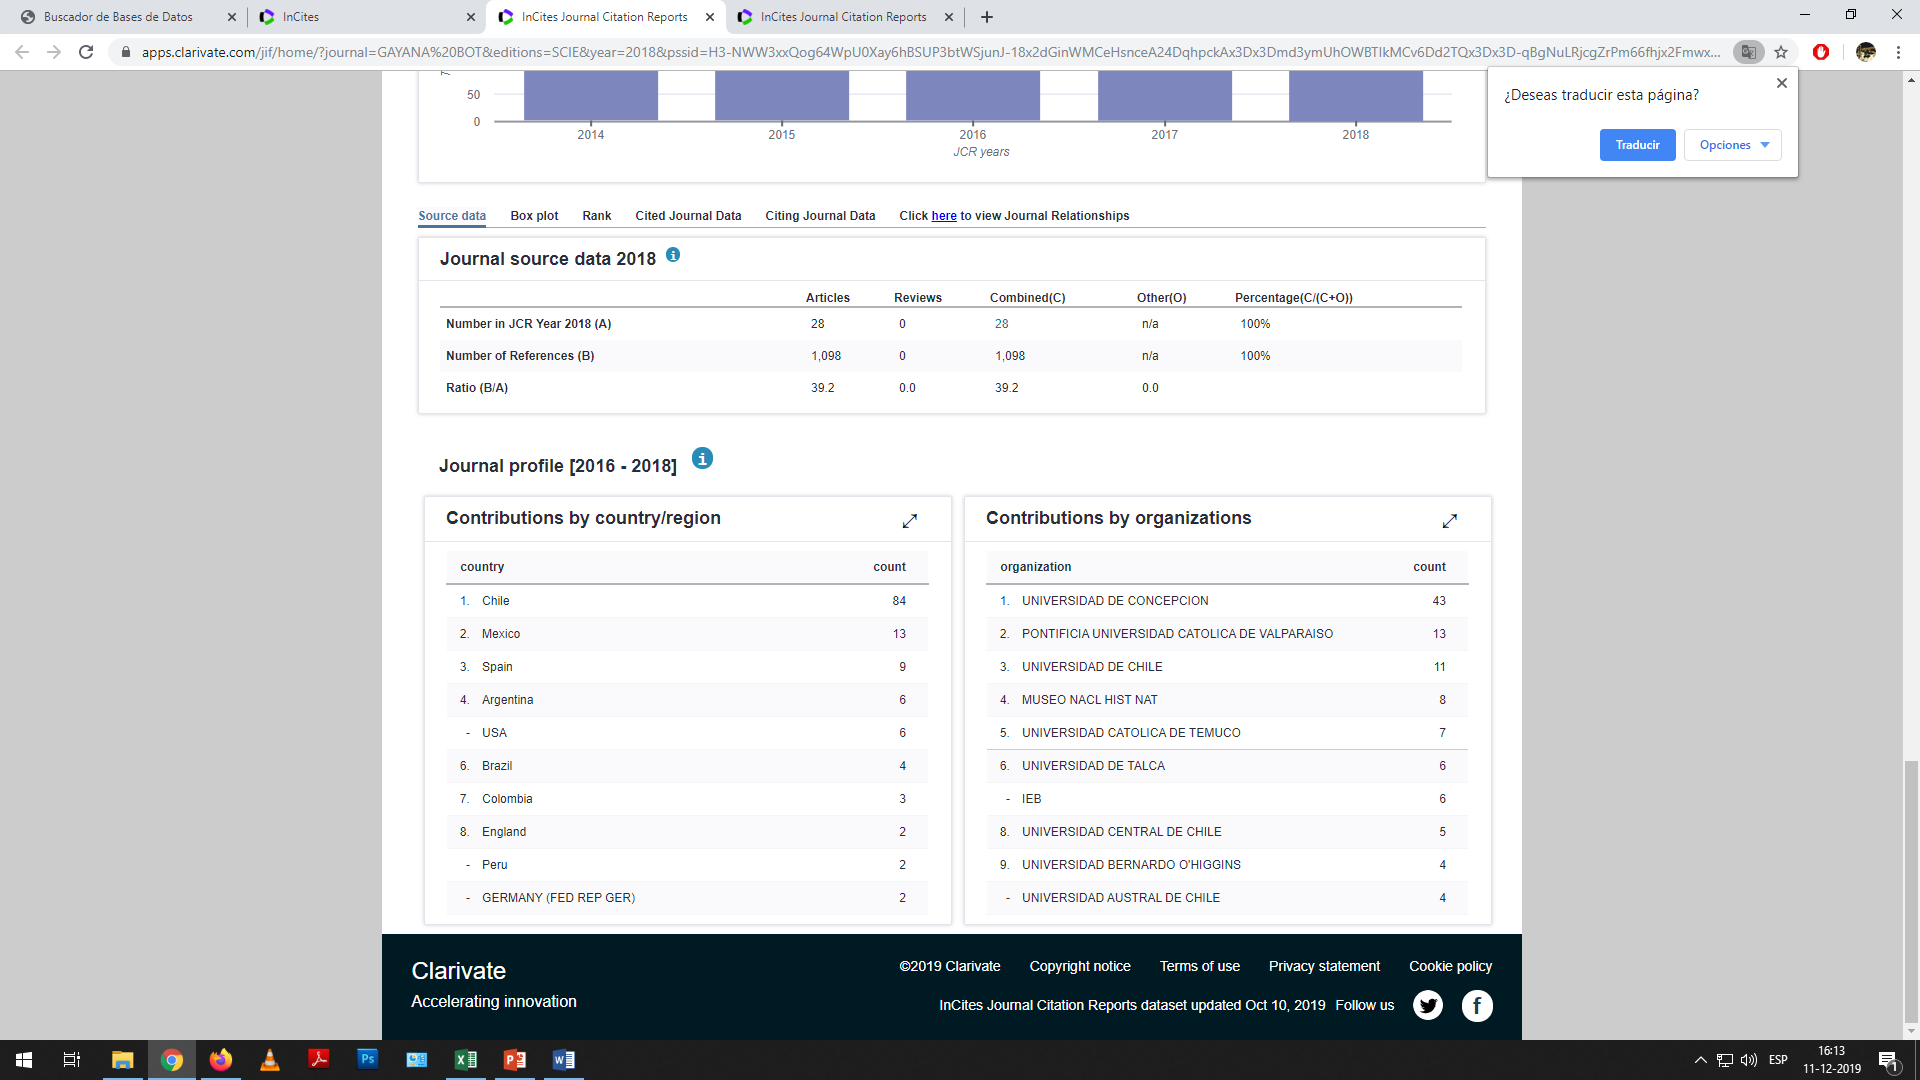 Buscador de Bases de Datos
InCites
InCites Journal Citation Reports
InCites Journal Citation Reports
apps.clarivate.com/jif/home/?journal=GAYANA%20BOT&editions=SCIE&year=2018&pssid=H3-NWW3xxQog64WpU0Xay6hBSUP3btWSjunJ-18x2dGinWMCeHsnceA24DqhpckAx3Dx3Dmd3ymUhOWBTIkMCv6Dd2TQx3Dx3D-qBgNuLRjcgZrPm66fhjx2Fmwx...
¿Deseas traducir esta página?
Traducir
Opciones
50
0
2014 2015 2016 2017 2018
JCR years
Source data Box plot Rank Cited Journal Data Citing Journal Data Click here to view Journal Relationships
Journal source data 2018
Articles Reviews Combined(C) Other(O) Percentage(C/(C+O))
Number in JCR Year 2018 (A) 28 0 28 n/a 100%
Number of References (B) 1,098 0 1,098 n/a 100%
Ratio (B/A) 39.2 0.0 39.2 0.0
Journal profile [2016 - 2018]
Contributions by country/region
country count
1. Chile 84
2. Mexico 13
3. Spain 9
4. Argentina 6
- USA 6
6. Brazil 4
7. Colombia 3
8. England 2
- Peru 2
- GERMANY (FED REP GER) 2
Contributions by organizations
organization count
1. UNIVERSIDAD DE CONCEPCION 43
2. PONTIFICIA UNIVERSIDAD CATOLICA DE VALPARAISO 13
3. UNIVERSIDAD DE CHILE 11
4. MUSEO NACL HIST NAT 8
5. UNIVERSIDAD CATOLICA DE TEMUCO 7
6. UNIVERSIDAD DE TALCA 6
- IEB 6
8. UNIVERSIDAD CENTRAL DE CHILE 5
9. UNIVERSIDAD BERNARDO O'HIGGINS 4
- UNIVERSIDAD AUSTRAL DE CHILE 4
Clarivate
Accelerating innovation
©2019 Clarivate Copyright notice Terms of use Privacy statement Cookie policy
InCites Journal Citation Reports dataset updated Oct 10, 2019 Follow us
Ps
ESP
16:13
11-12-2019
1